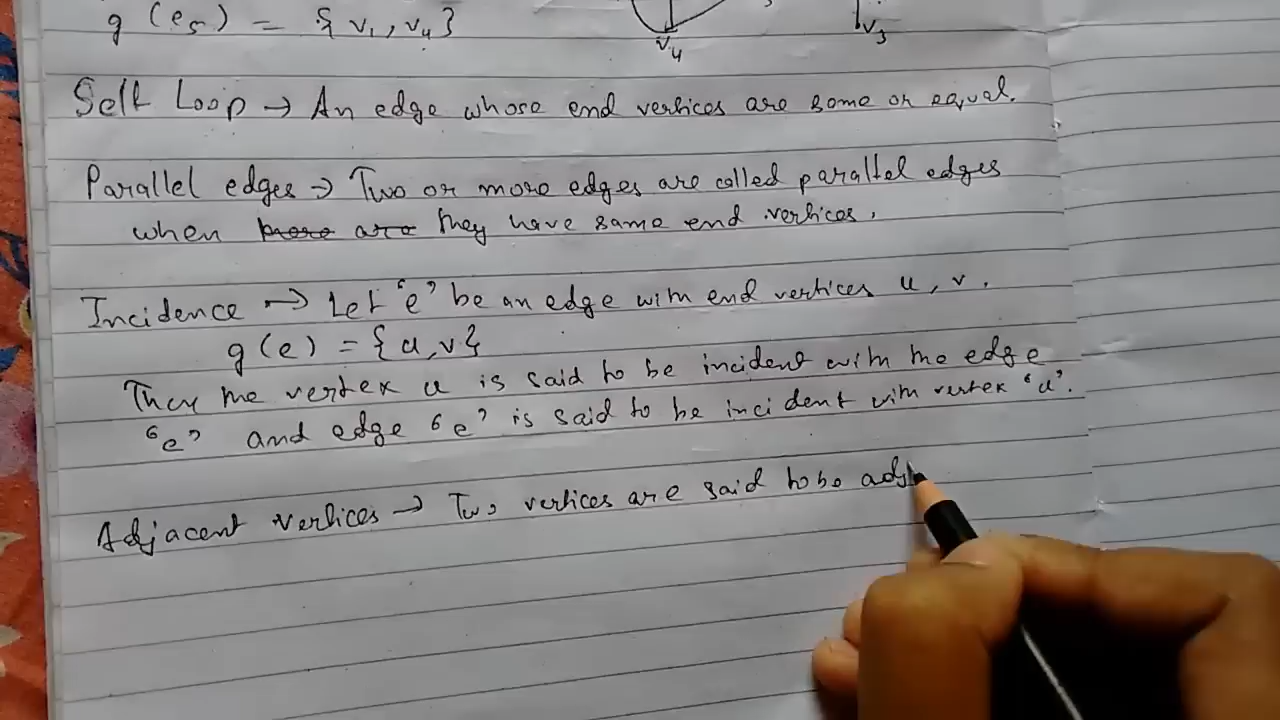 g (e5) = {v1, v4}
v4
v3
Self Loop → An edge whose end vertices are same or equal.
Parallel edges → Two or more edges are called parallel edges
when they have same end vertices.
Incidence → Let 'e' be an edge with end vertices u, v.
g(e) = {u,v}
Then the vertex u is said to be incident with the edge
'e' and edge 'e' is said to be incident with vertex 'u'.
Adjacent vertices → Two vertices are said to be adj